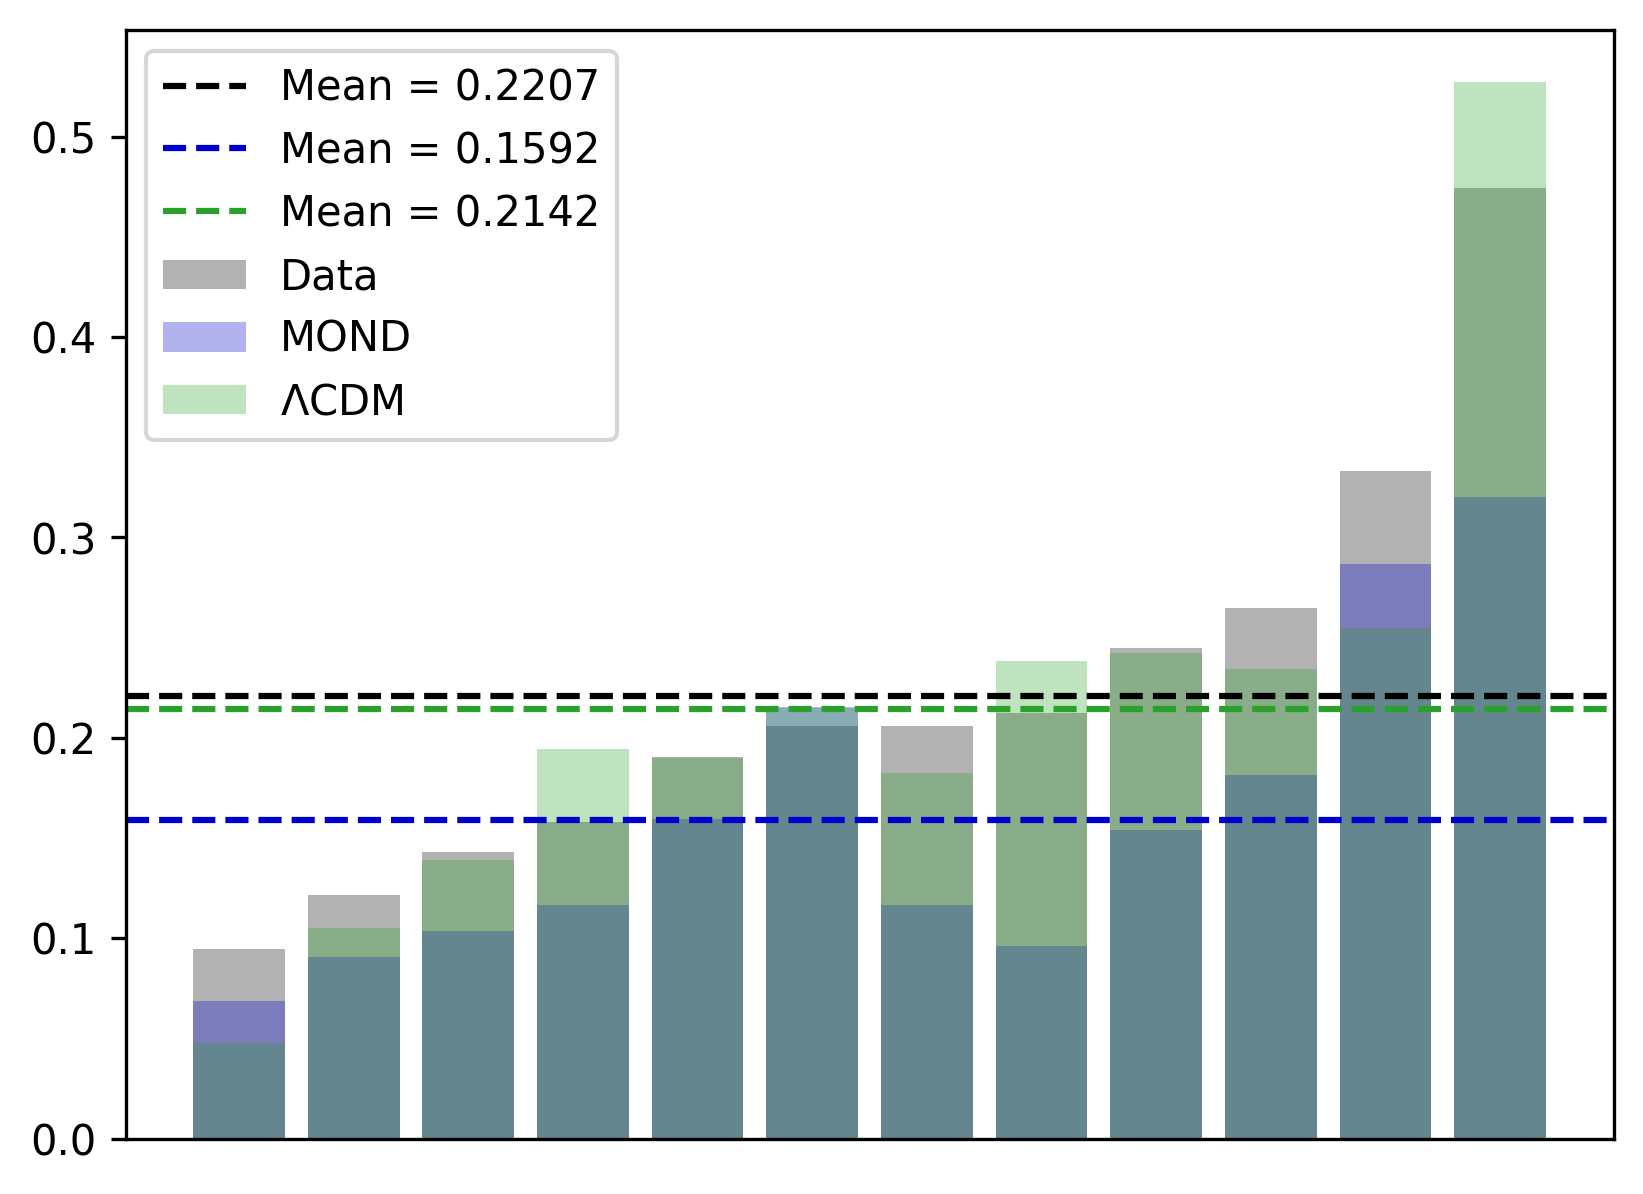 Mean = 0.2207
Mean = 0.1592
Mean = 0.2142
Data
MOND
ΛCDM
0.5
0.4
0.3
0.2
0.1
0.0